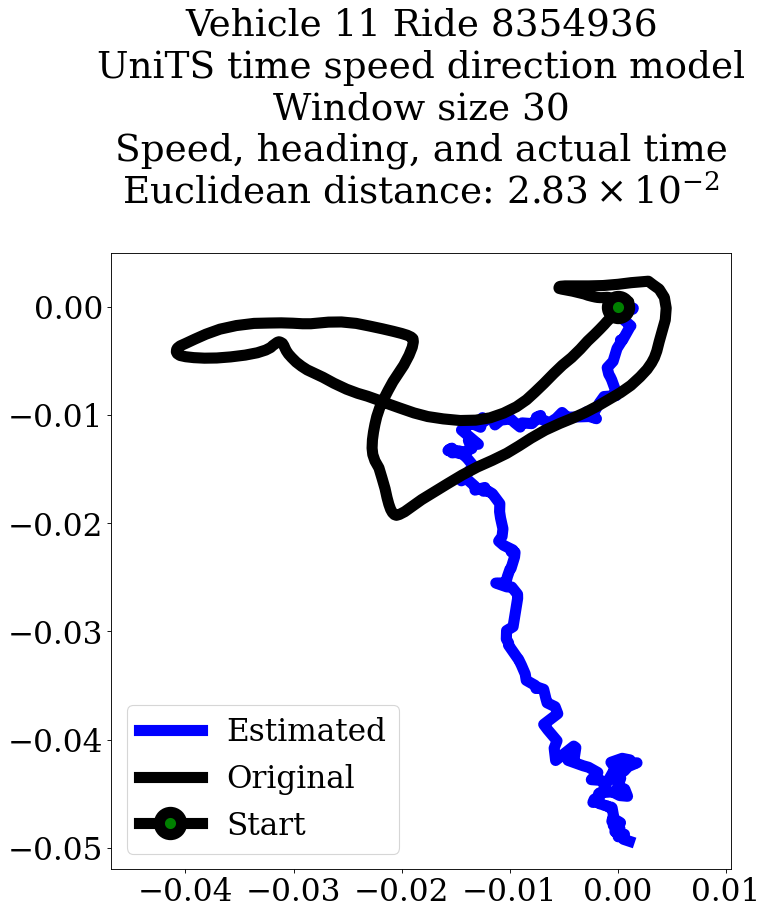 Vehicle 11 Ride 8354936
UniTS time speed direction model
Window size 30
Speed, heading, and actual time
Euclidean distance: 2.83 × 10⁻²
0.00
−0.01
−0.02
−0.03
−0.04
−0.05
Estimated
Original
Start
−0.04 −0.03 −0.02 −0.01 0.00 0.01